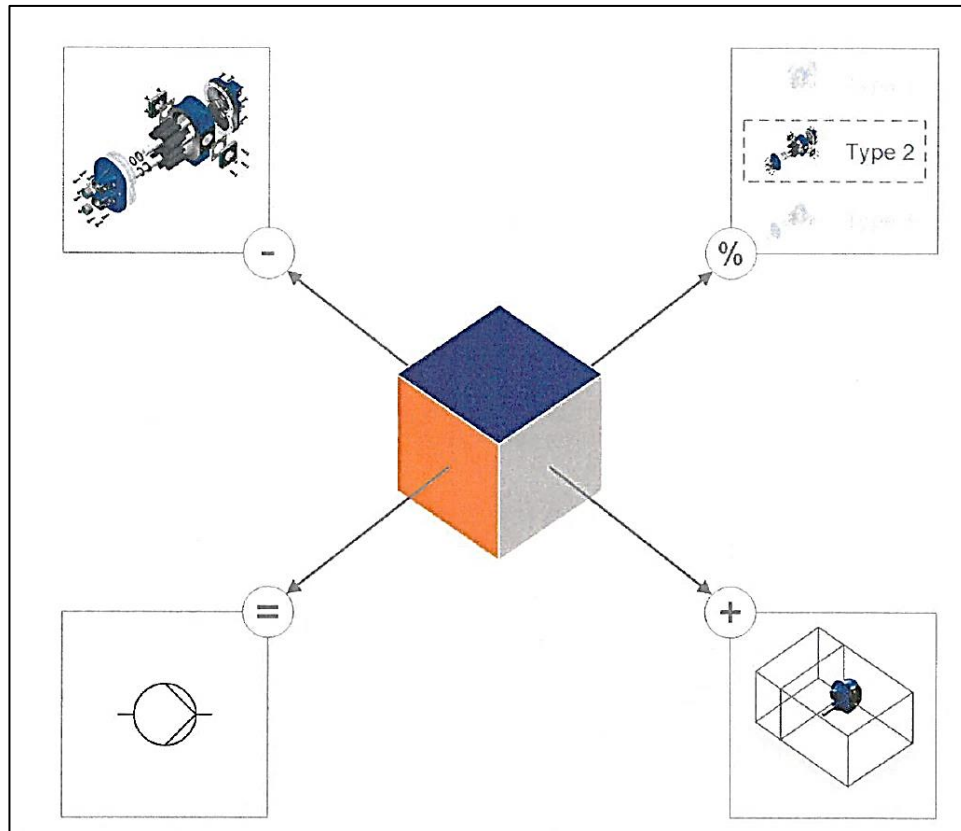 Type 2
-
%
=
+